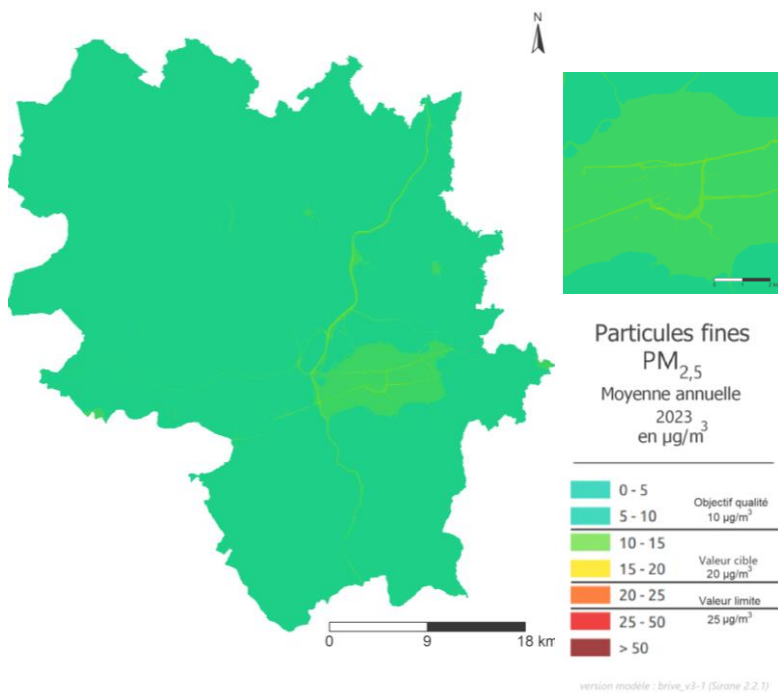 N
0 9 18 km
Particules fines
PM2,5
Moyenne annuelle
2023
en µg/m3
0 - 5
Objectif qualité
5 - 10
10 µg/m3
10 - 15
Valeur cible
15 - 20
20 µg/m3
20 - 25
Valeur limite
25 - 50
25 µg/m3
> 50
version modèle : brive_v3-1 (Sirane 2.2.1)